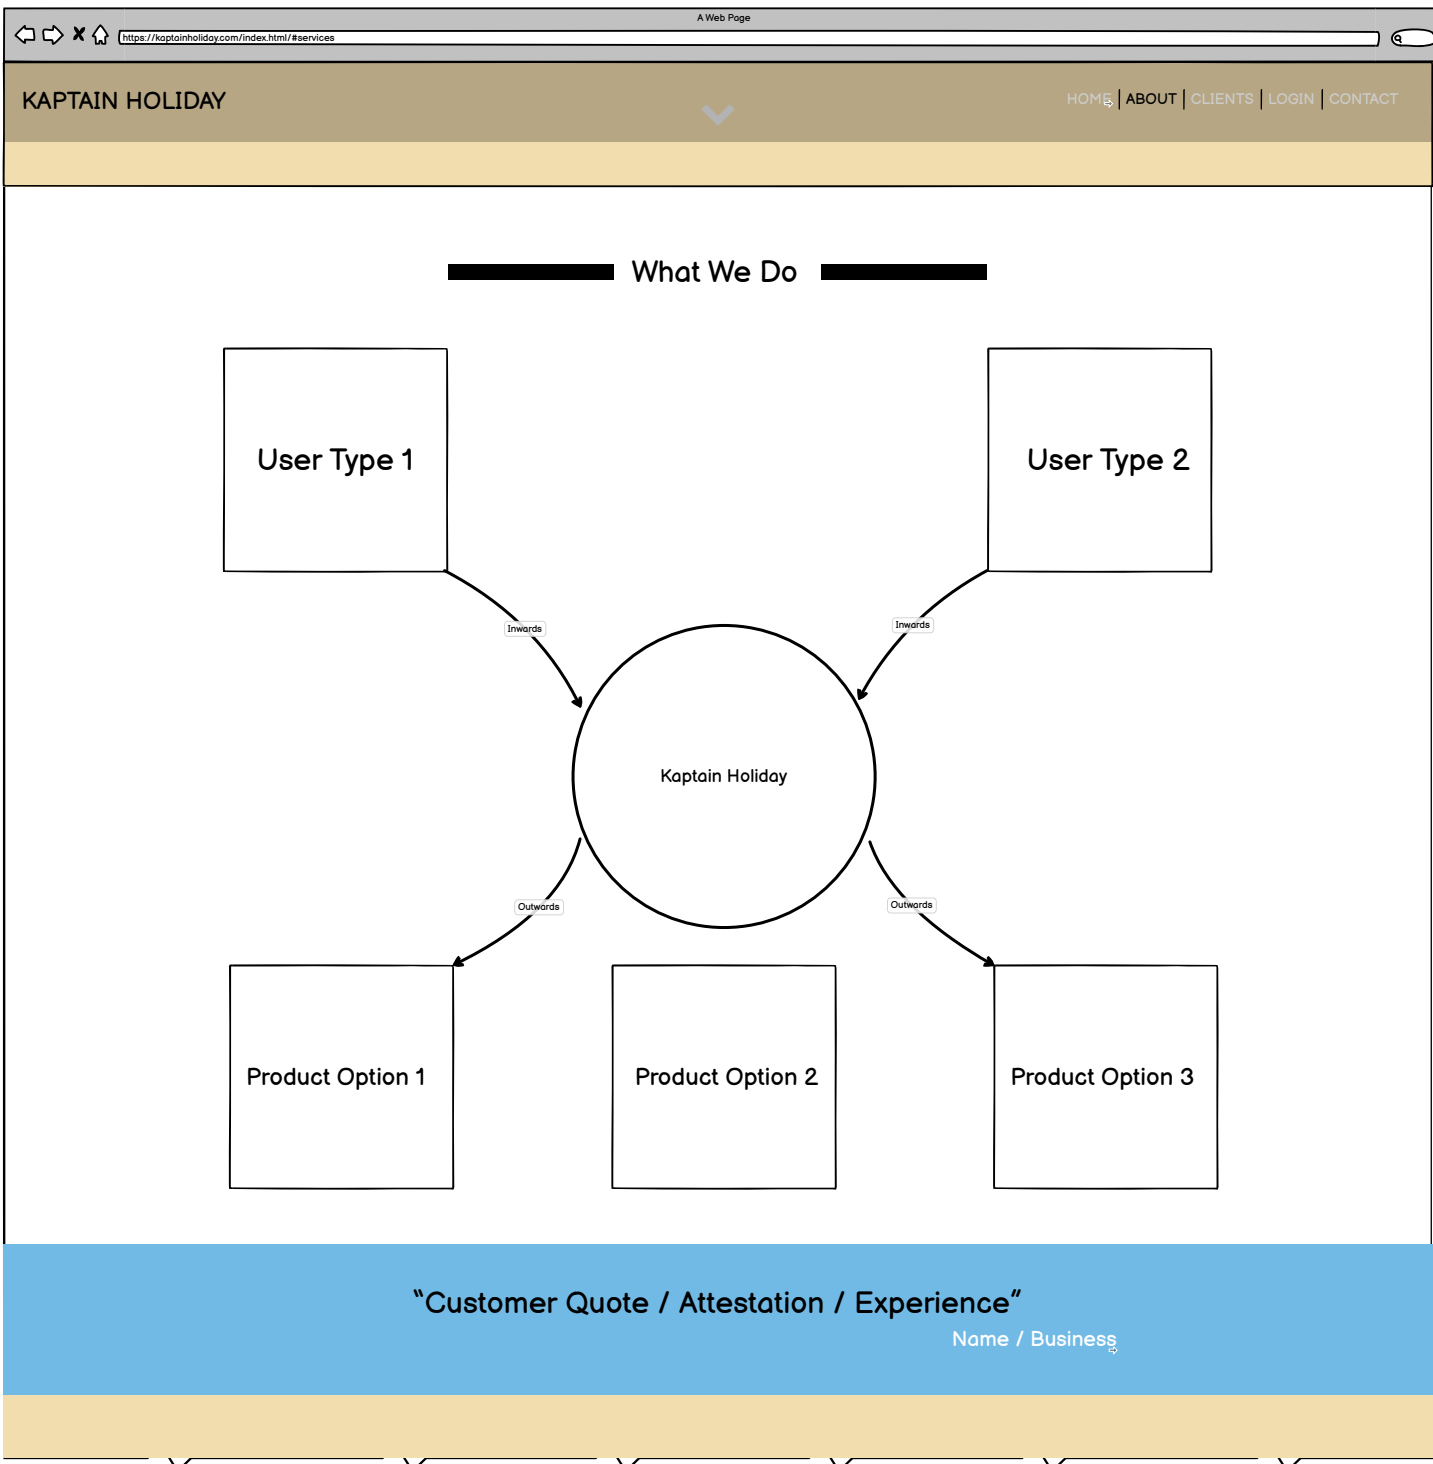 A Web Page
https://kaptainholiday.com/index.html/#services
KAPTAIN HOLIDAY
HOME | ABOUT | CLIENTS | LOGIN | CONTACT
What We Do
User Type 1
User Type 2
Inwards
Inwards
Kaptain Holiday
Outwards
Outwards
Product Option 1
Product Option 2
Product Option 3
“Customer Quote / Attestation / Experience”
Name / Business